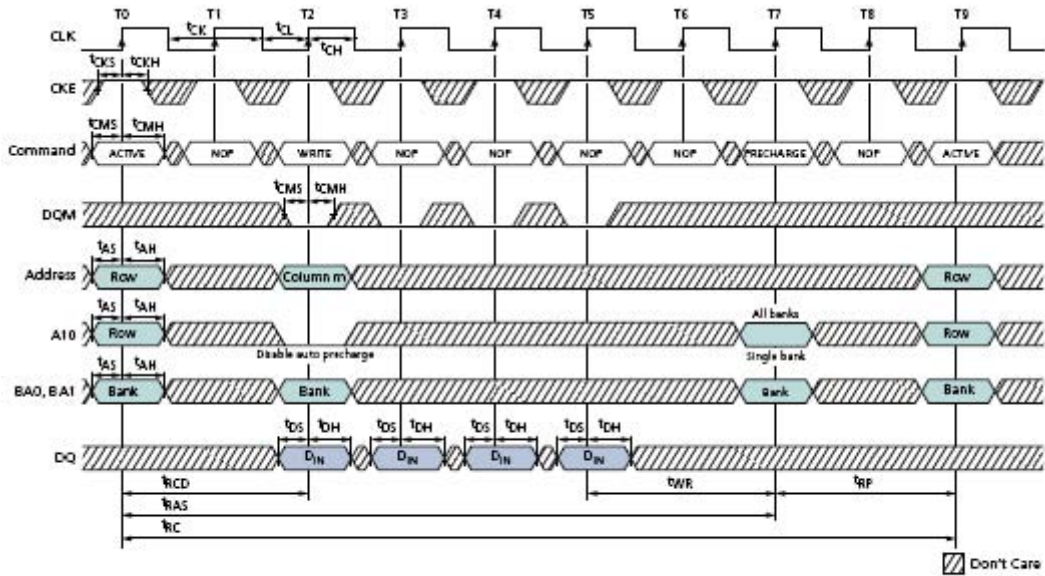 T0 T1 T2 T3 T4 T5 T6 T7 T8 T9
CLK tCK tCL tCH
tCKS tCKH
CKE
tCMS tCMH
Command ACTIVE NOP WRITE NOP NOP NOP NOP PRECHARGE NOP ACTIVE
tCMS tCMH
DQM
tAS tAH
Address Row Column m Row
tAS tAH All banks
A10 Row Row
Disable auto precharge Single bank
tAS tAH
BA0, BA1 Bank Bank Bank Bank
tDS tDH tDS tDH tDS tDH tDS tDH
DQ DIN DIN DIN DIN
tRCD tWR tRP
tRAS
tRC
Don't Care